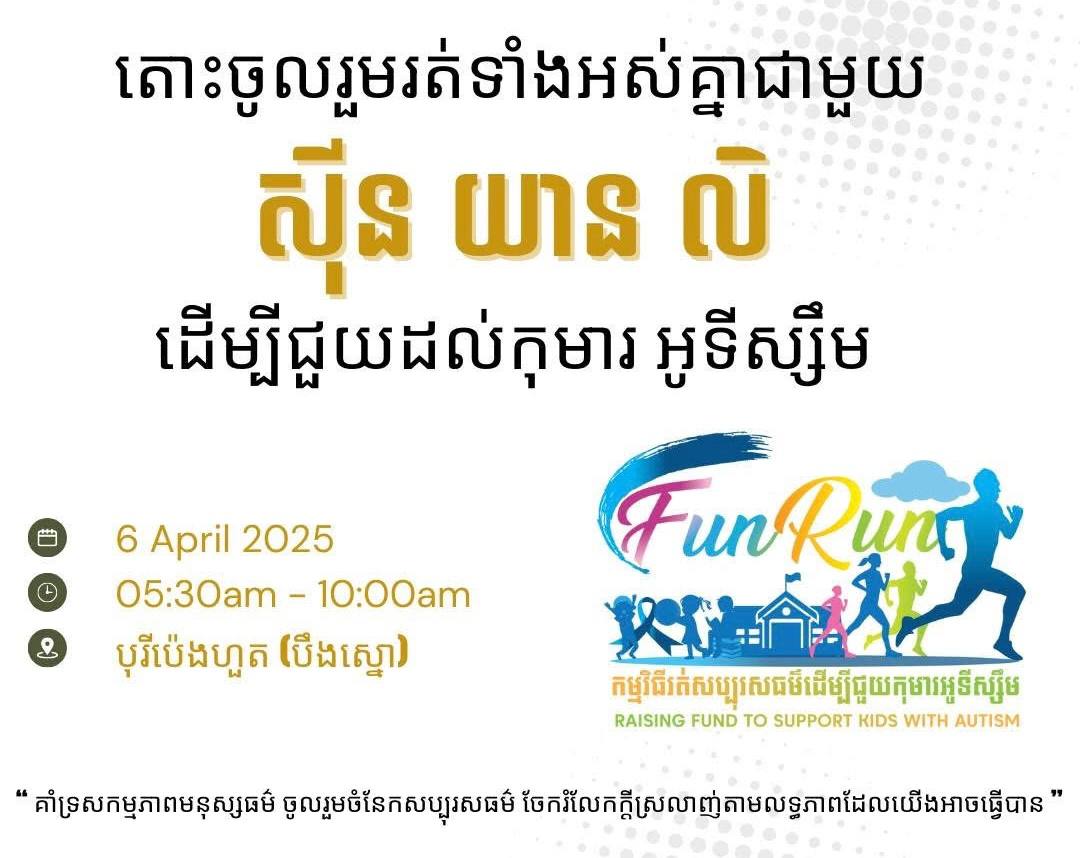 តោះចូលរួមរត់ទាំងអស់គ្នាជាមួយ
ស៊ីន យាន លិ
ដើម្បីជួយដល់កុមារ អូទីស្សឹម
6 April 2025
05:30am - 10:00am
បុរីប៉េងហួត (បឹងស្នោ)
Fun Run
កម្មវិធីរត់សប្បុរសធម៌ដើម្បីជួយកុមារអូទីស្សឹម
RAISING FUND TO SUPPORT KIDS WITH AUTISM
“ គាំទ្រសកម្មភាពមនុស្សធម៌ ចូលរួមចំនែកសប្បុរសធម៌ ចែករំលែកក្តីស្រលាញ់តាមលទ្ធភាពដែលយើងអាចធ្វើបាន ”